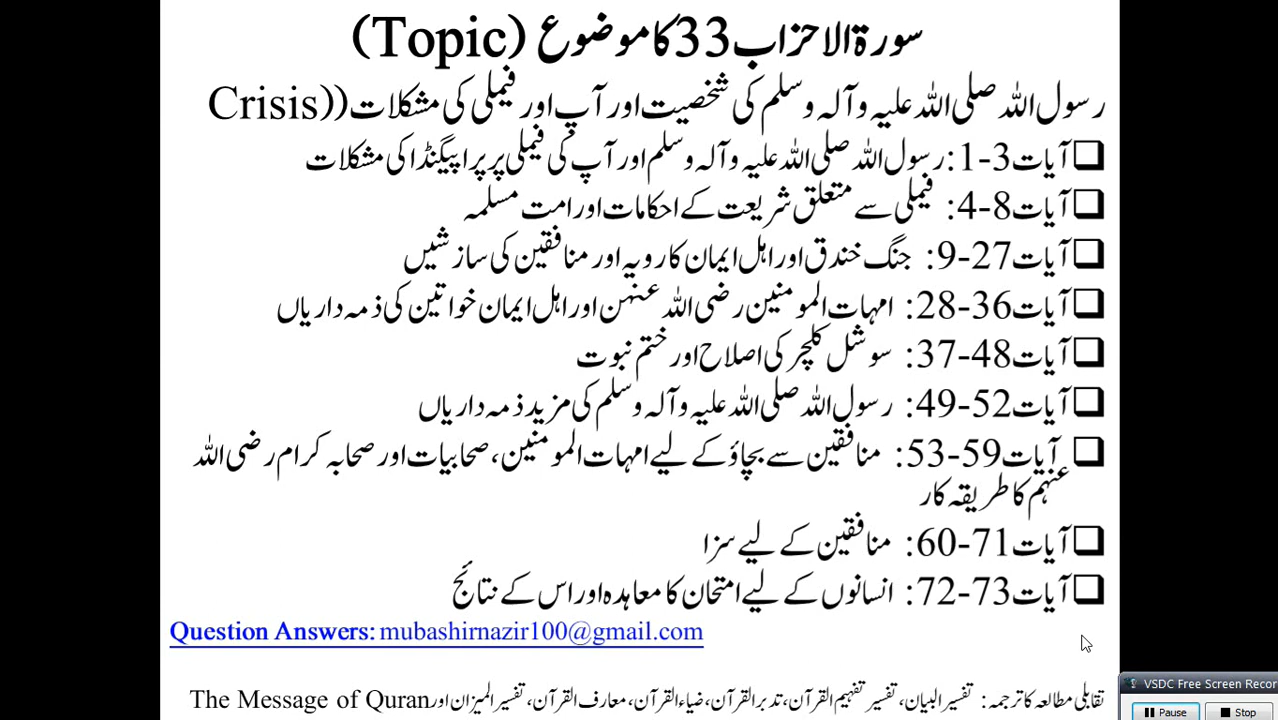 سورۃ الاحزاب 33 کا موضوع (Topic)
رسول اللہ صلی اللہ علیہ وآلہ وسلم کی شخصیت اور آپ اور فیملی کی مشکلات ((Crisis
آیات 3-1: رسول اللہ صلی اللہ علیہ وآلہ وسلم اور آپ کی فیملی پر پراپیگنڈا کی مشکلات
آیات 8-4: فیملی سے متعلق شریعت کے احکامات اور امت مسلمہ
آیات 27-9: جنگ خندق اور اہل ایمان کا رویہ اور منافقین کی سازشیں
آیات 36-28: امہات المومنین رضی اللہ عنہن اور اہل ایمان خواتین کی ذمہ داریاں
آیات 48-37: سوشل کلچر کی اصلاح اور ختم نبوت
آیات 52-49: رسول اللہ صلی اللہ علیہ وآلہ وسلم کی مزید ذمہ داریاں
آیات 59-53: منافقین سے بچاؤ کے لیے امہات المومنین، صحابیات اور صحابہ کرام رضی اللہ
عنہم کا طریقہ کار
آیات 71-60: منافقین کے لیے سزا
آیات 73-72: انسانوں کے لیے امتحان کا معاہدہ اور اس کے نتائج
Question Answers: mubashirnazir100@gmail.com
تقابلی مطالعہ کا ترجمہ: تفسیر البیان، تفسیر تفہیم القرآن، تدبر القرآن، ضیاء القرآن، معارف القرآن، تفسیر المیزان اور The Message of Quran
VSDC Free Screen Recor
Pause Stop